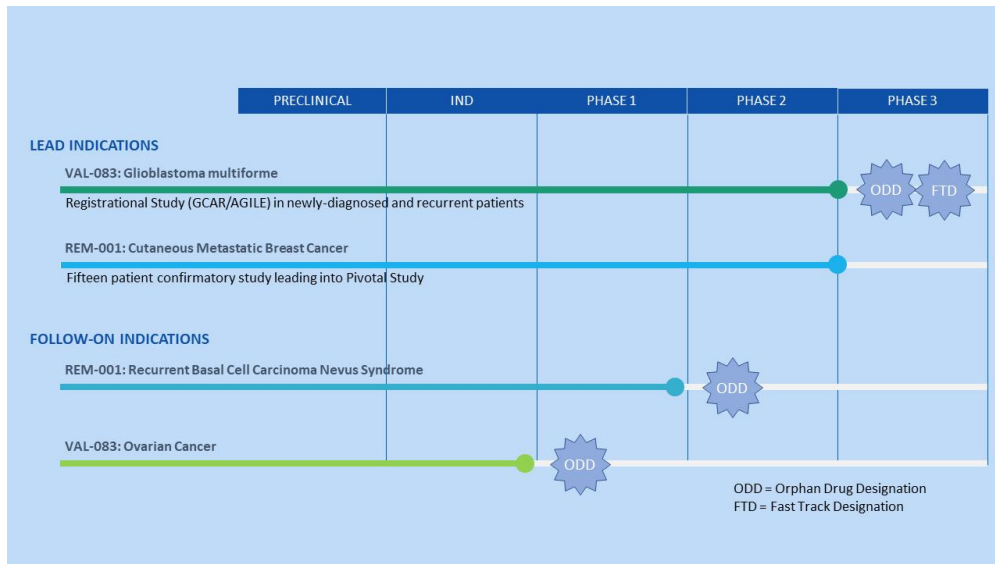 PRECLINICAL IND PHASE 1 PHASE 2 PHASE 3
LEAD INDICATIONS
VAL-083: Glioblastoma multiforme
ODD FTD
Registrational Study (GCAR/AGILE) in newly-diagnosed and recurrent patients
REM-001: Cutaneous Metastatic Breast Cancer
Fifteen patient confirmatory study leading into Pivotal Study
FOLLOW-ON INDICATIONS
REM-001: Recurrent Basal Cell Carcinoma Nevus Syndrome
ODD
VAL-083: Ovarian Cancer
ODD
ODD = Orphan Drug Designation
FTD = Fast Track Designation